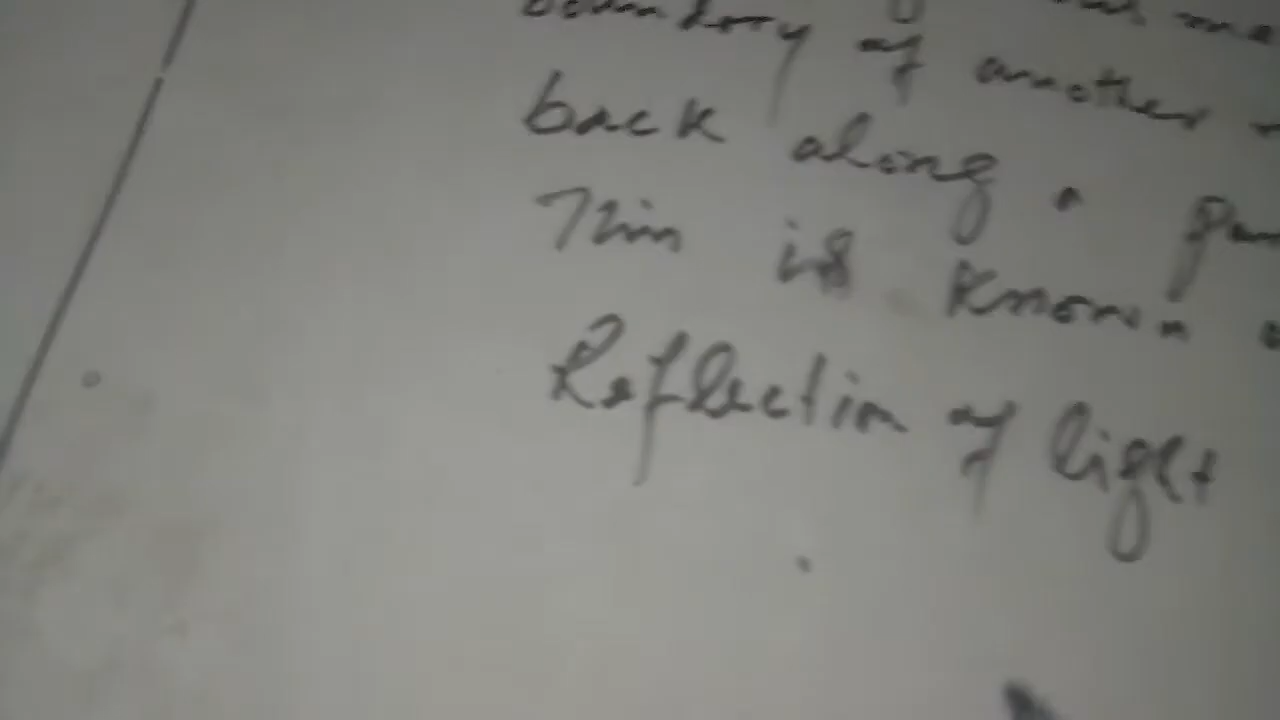 boundary of another
back along a
This is known
Reflection of light